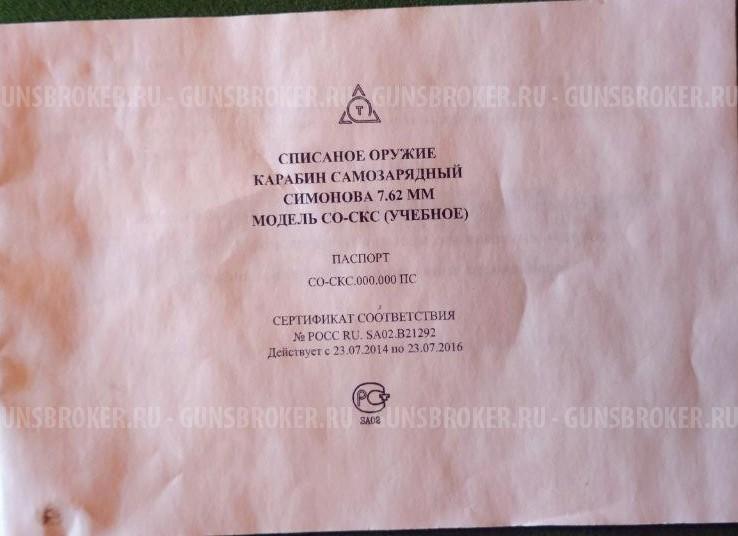 GUNSBROKER.RU - GUNSBROKER.RU - GUNSBROKER.RU - GUNSBROKER.RU
Т
СПИСАНОЕ ОРУЖИЕ
КАРАБИН САМОЗАРЯДНЫЙ
СИМОНОВА 7.62 ММ
МОДЕЛЬ СО-СКС (УЧЕБНОЕ)
ПАСПОРТ
СО-СКС.000.000 ПС
СЕРТИФИКАТ СООТВЕТСТВИЯ
№ РОСС RU. SA02.B21292
Действует с 23.07.2014 по 23.07.2016
РСТ
SA02
GUNSBROKER.RU - GUNSBROKER.RU - GUNSBROKER.RU - GUNSBROKER.RU